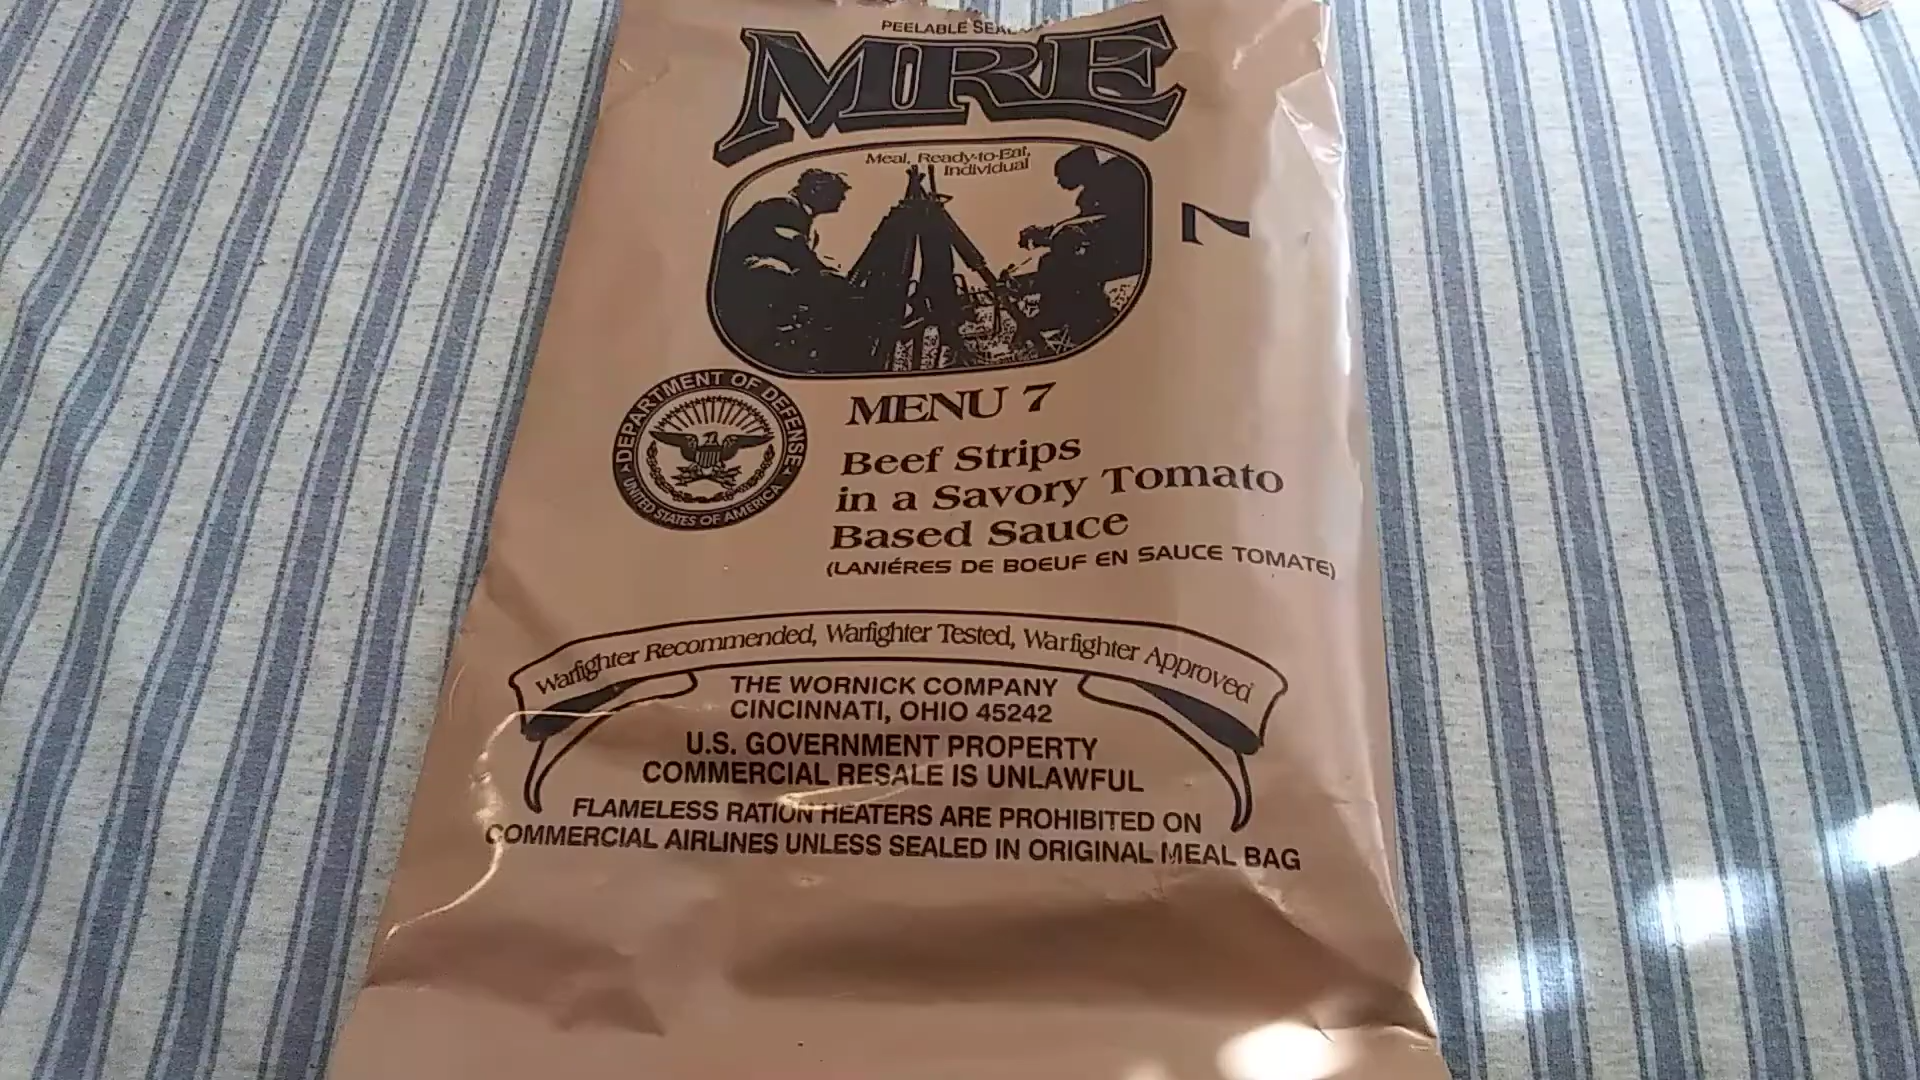 PEELABLE SEAL
MRE
Meal, Ready-to-Eat,
Individual
7
DEPARTMENT OF DEFENSE
UNITED STATES OF AMERICA
MENU 7
Beef Strips
in a Savory Tomato
Based Sauce
(LANIÉRES DE BOEUF EN SAUCE TOMATE)
Warfighter Recommended, Warfighter Tested, Warfighter Approved
THE WORNICK COMPANY
CINCINNATI, OHIO 45242
U.S. GOVERNMENT PROPERTY
COMMERCIAL RESALE IS UNLAWFUL
FLAMELESS RATION HEATERS ARE PROHIBITED ON
COMMERCIAL AIRLINES UNLESS SEALED IN ORIGINAL MEAL BAG